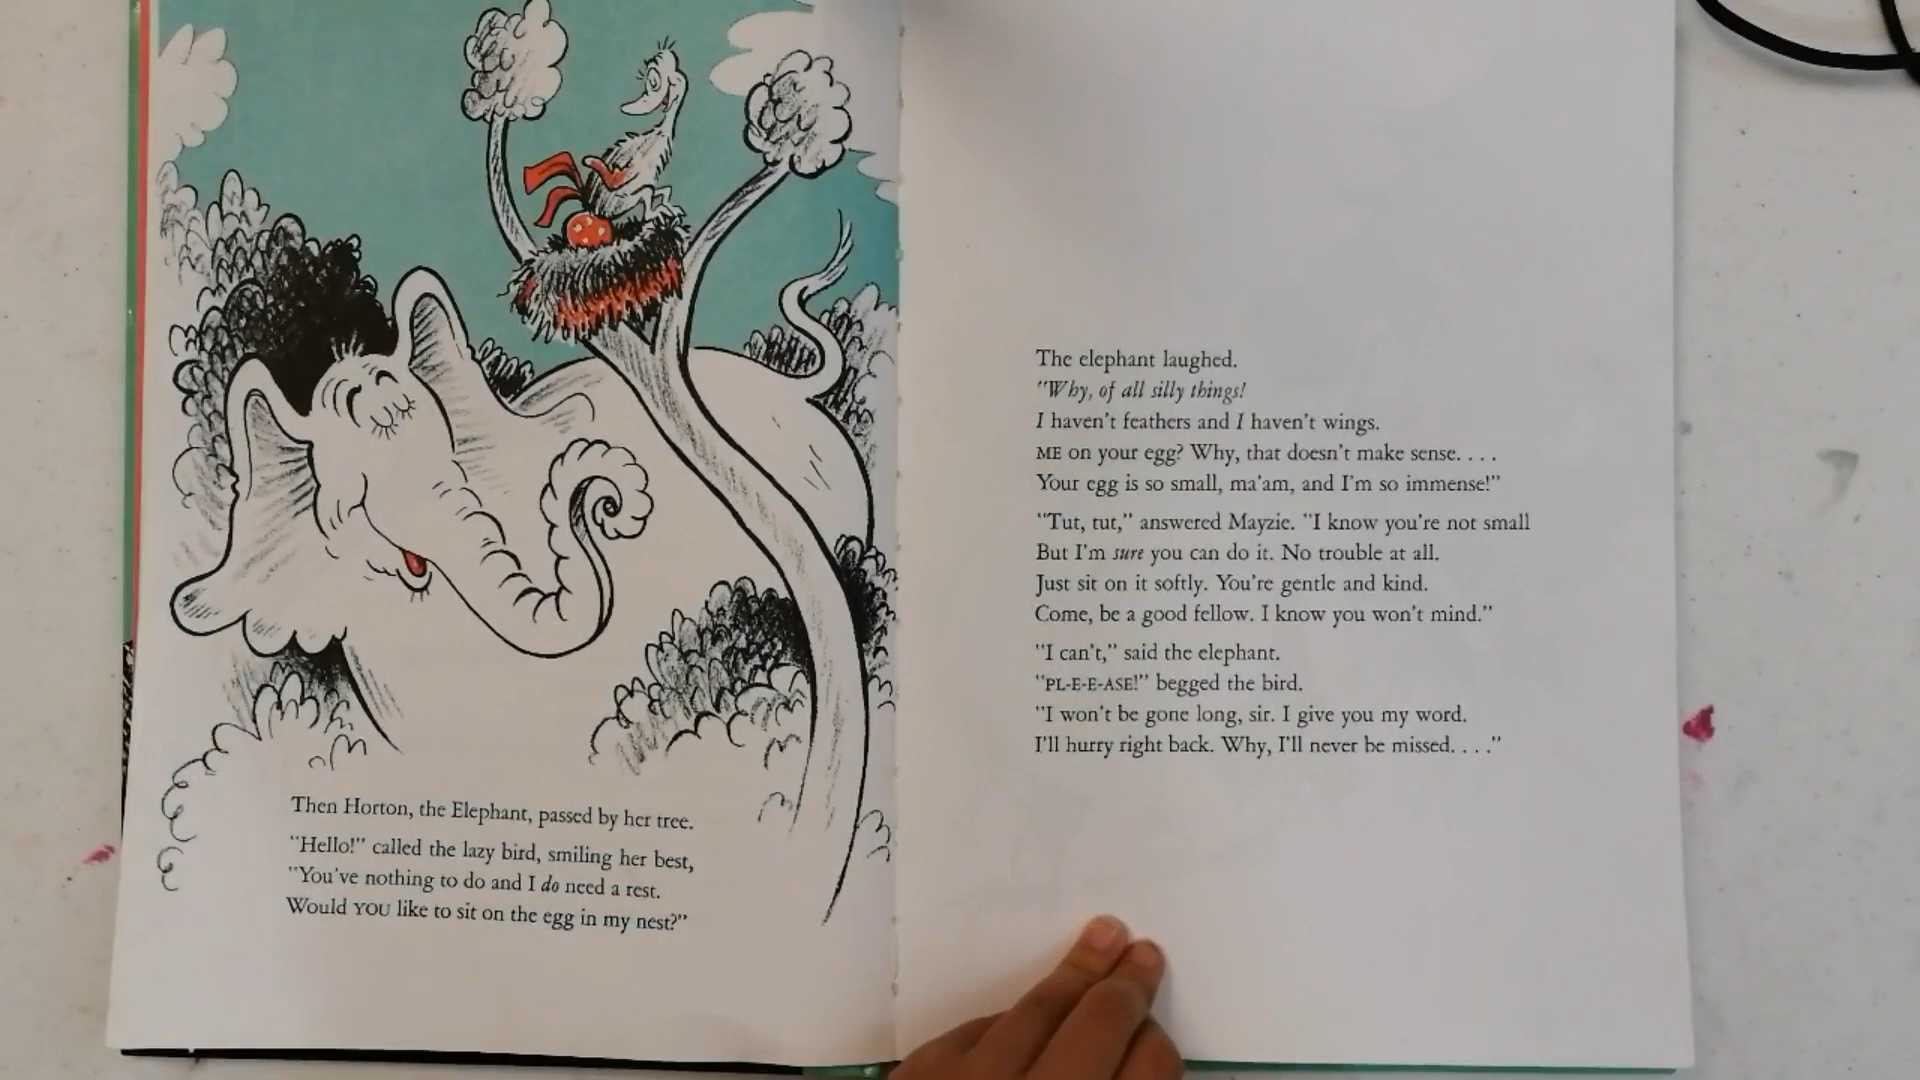 Then Horton, the Elephant, passed by her tree.
"Hello!" called the lazy bird, smiling her best,
"You've nothing to do and I do need a rest.
Would YOU like to sit on the egg in my nest?"
The elephant laughed.
"Why, of all silly things!
I haven't feathers and I haven't wings.
ME on your egg? Why, that doesn't make sense. . . .
Your egg is so small, ma'am, and I'm so immense!"
"Tut, tut," answered Mayzie. "I know you're not small
But I'm sure you can do it. No trouble at all.
Just sit on it softly. You're gentle and kind.
Come, be a good fellow. I know you won't mind."
"I can't," said the elephant.
"PL-E-E-ASE!" begged the bird.
"I won't be gone long, sir. I give you my word.
I'll hurry right back. Why, I'll never be missed. . . ."